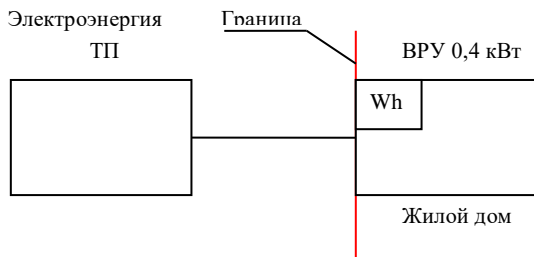 Электроэнергия
Граница
ТП
ВРУ 0,4 кВт
Wh
Жилой дом